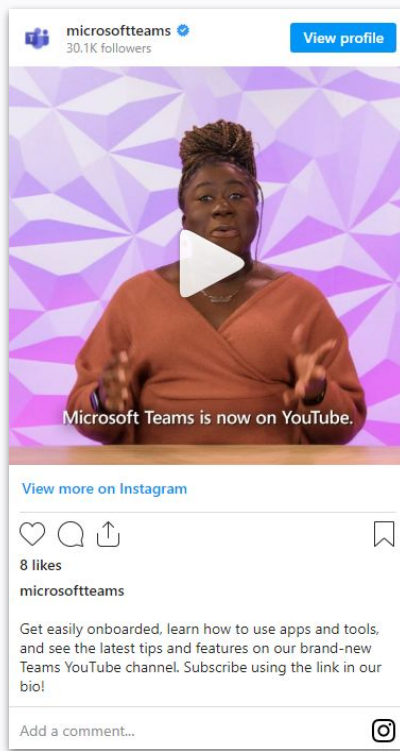 microsoftteams
30.1K followers
View profile
Microsoft Teams is now on YouTube.
View more on Instagram
8 likes
microsoftteams
Get easily onboarded, learn how to use apps and tools,
and see the latest tips and features on our brand-new
Teams YouTube channel. Subscribe using the link in our
bio!
Add a comment...